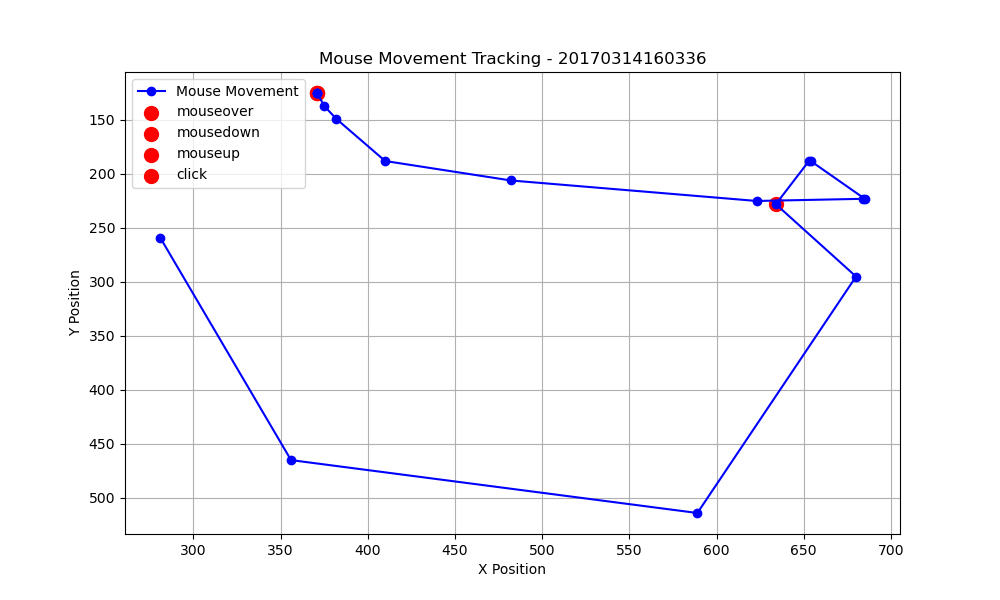 Mouse Movement Tracking - 20170314160336
Mouse Movement
mouseover
mousedown
mouseup
click
Y Position
150
200
250
300
350
400
450
500
300
350
400
450
500
550
600
650
700
X Position